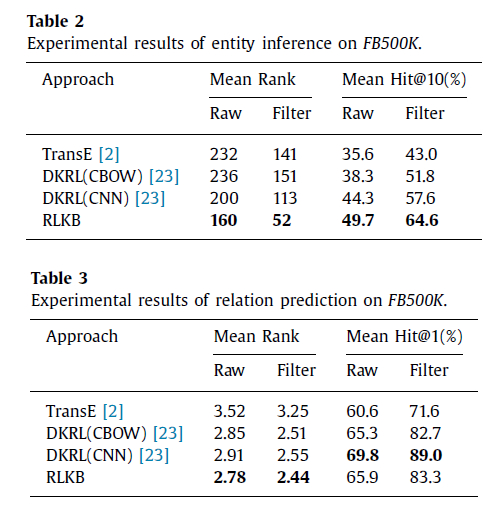 Table 2
Experimental results of entity inference on FB500K.
Approach Mean Rank Mean Hit@10(%)
Raw Filter Raw Filter
TransE [2] 232 141 35.6 43.0
DKRL(CBOW) [23] 236 151 38.3 51.8
DKRL(CNN) [23] 200 113 44.3 57.6
RLKB 160 52 49.7 64.6
Table 3
Experimental results of relation prediction on FB500K.
Approach Mean Rank Mean Hit@1(%)
Raw Filter Raw Filter
TransE [2] 3.52 3.25 60.6 71.6
DKRL(CBOW) [23] 2.85 2.51 65.3 82.7
DKRL(CNN) [23] 2.91 2.55 69.8 89.0
RLKB 2.78 2.44 65.9 83.3